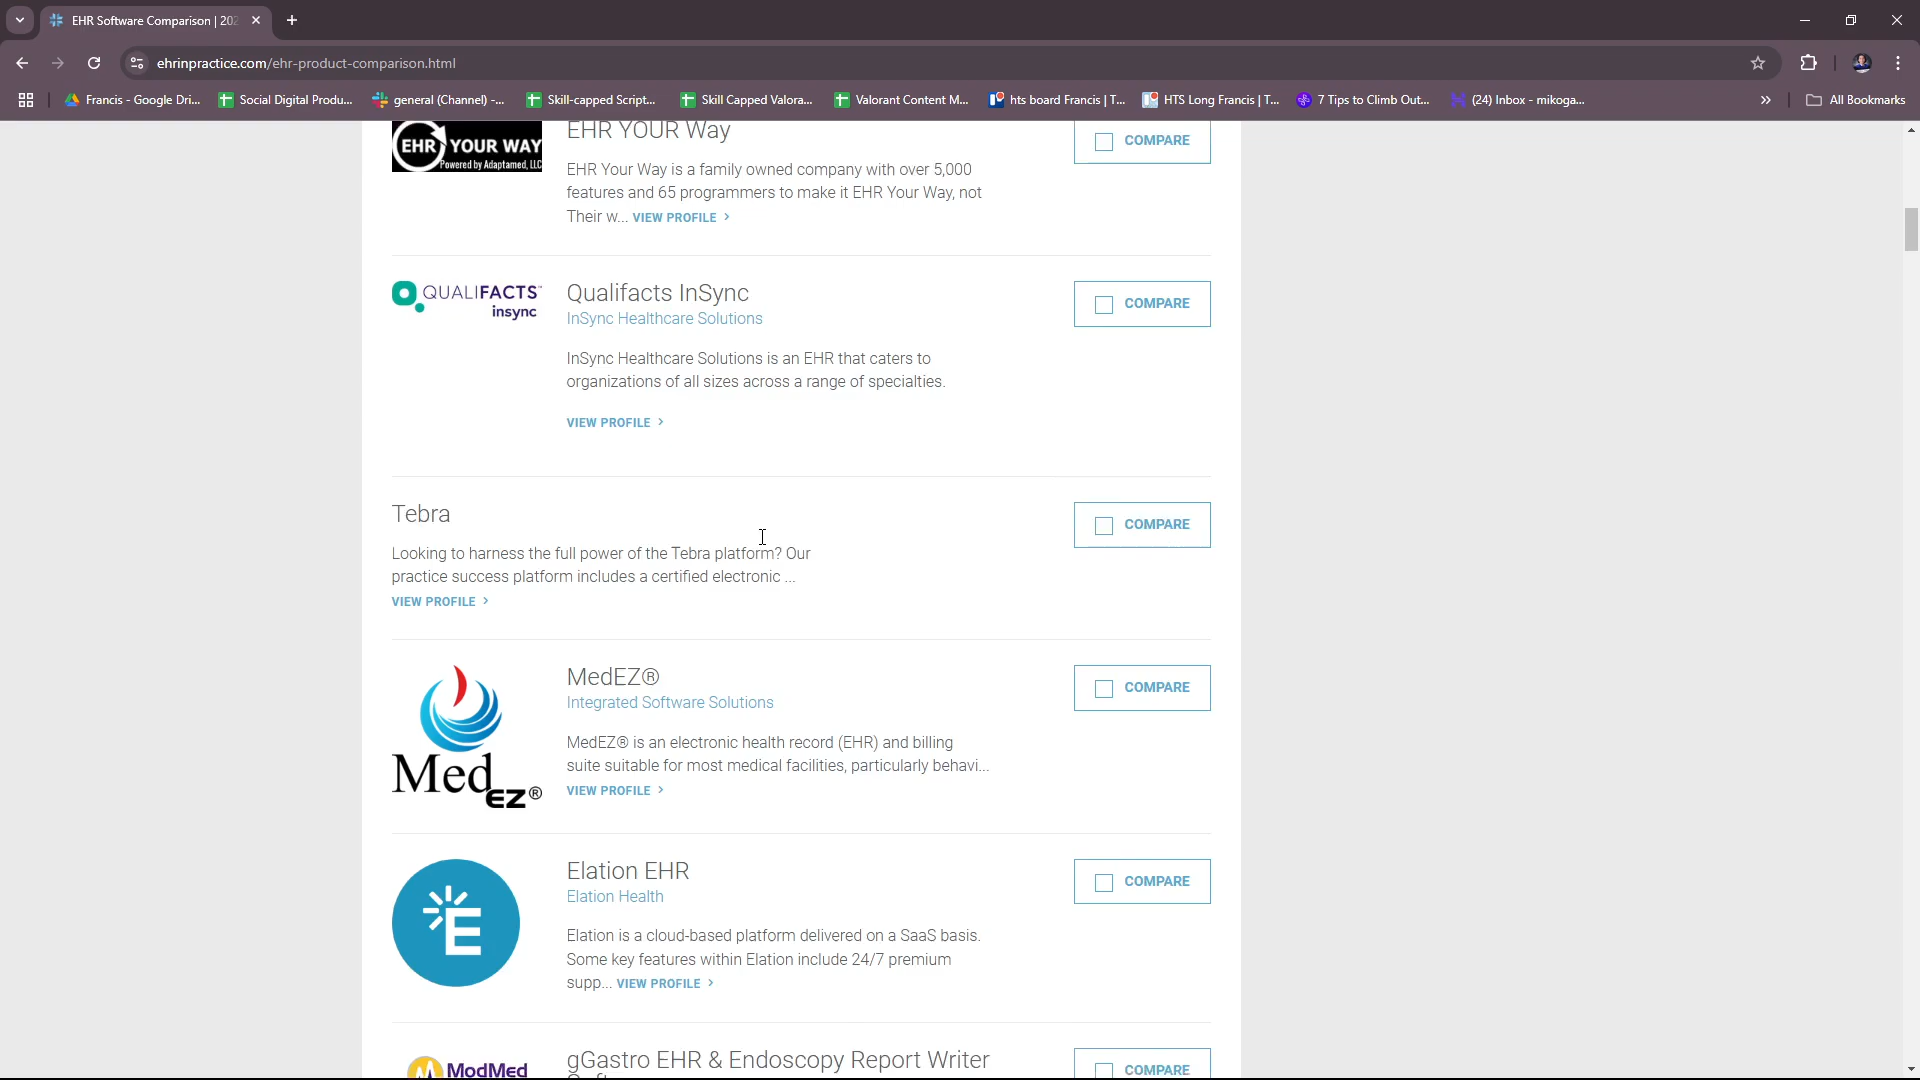 EHR Software Comparison | 202
ehrinpractice.com/ehr-product-comparison.html
Francis - Google Dri...
Social Digital Produ...
general (Channel) -...
Skill-capped Script...
Skill Capped Valora...
Valorant Content M...
hts board Francis | T...
HTS Long Francis | T...
7 Tips to Climb Out...
(24) Inbox - mikoga...
All Bookmarks
EHR YOUR WAY
Powered by Adaptamed, LLC
EHR YOUR Way
COMPARE
EHR Your Way is a family owned company with over 5,000
features and 65 programmers to make it EHR Your Way, not
Their w... VIEW PROFILE
QUALIFACTS™
insync
Qualifacts InSync
COMPARE
InSync Healthcare Solutions
InSync Healthcare Solutions is an EHR that caters to
organizations of all sizes across a range of specialties.
VIEW PROFILE
Tebra
COMPARE
Looking to harness the full power of the Tebra platform? Our
practice success platform includes a certified electronic ...
VIEW PROFILE
Med
EZ®
MedEZ®
COMPARE
Integrated Software Solutions
MedEZ® is an electronic health record (EHR) and billing
suite suitable for most medical facilities, particularly behavi...
VIEW PROFILE
E
Elation EHR
COMPARE
Elation Health
Elation is a cloud-based platform delivered on a SaaS basis.
Some key features within Elation include 24/7 premium
supp... VIEW PROFILE
ModMed
gGastro EHR & Endoscopy Report Writer
COMPARE